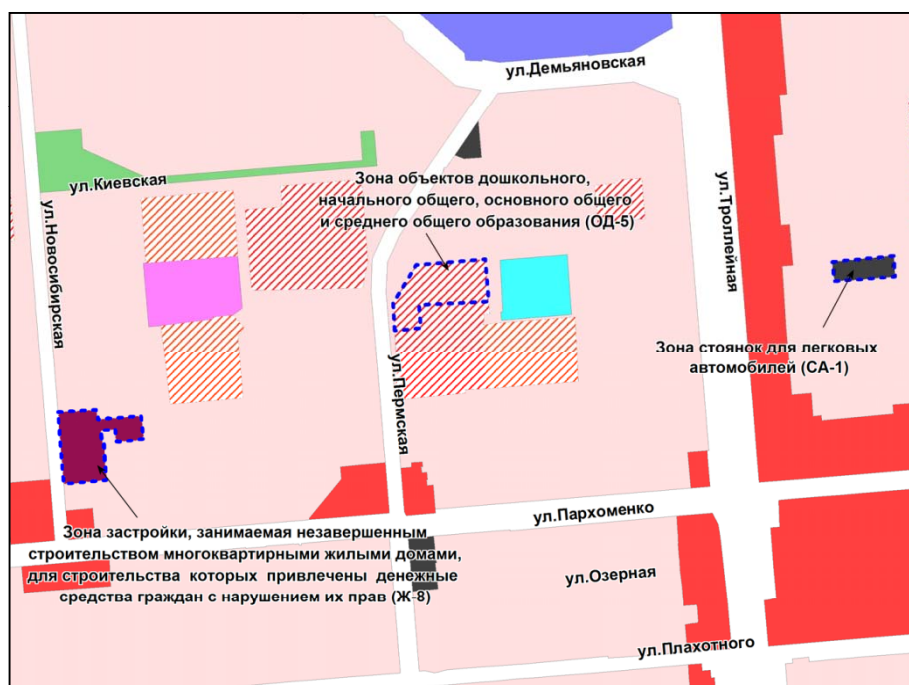 ул.Демьяновская
ул.Киевская
Зона объектов дошкольного,
начального общего, основного общего
и среднего общего образования (ОД-5)
ул.Троллейная
ул.Новосибирская
Зона стоянок для легковых
автомобилей (СА-1)
ул.Пермская
ул.Пархоменко
Зона застройки, занимаемая незавершенным
строительством многоквартирными жилыми домами,
для строительства которых привлечены денежные
средства граждан с нарушением их прав (Ж-8)
ул.Озерная
ул.Плахотного